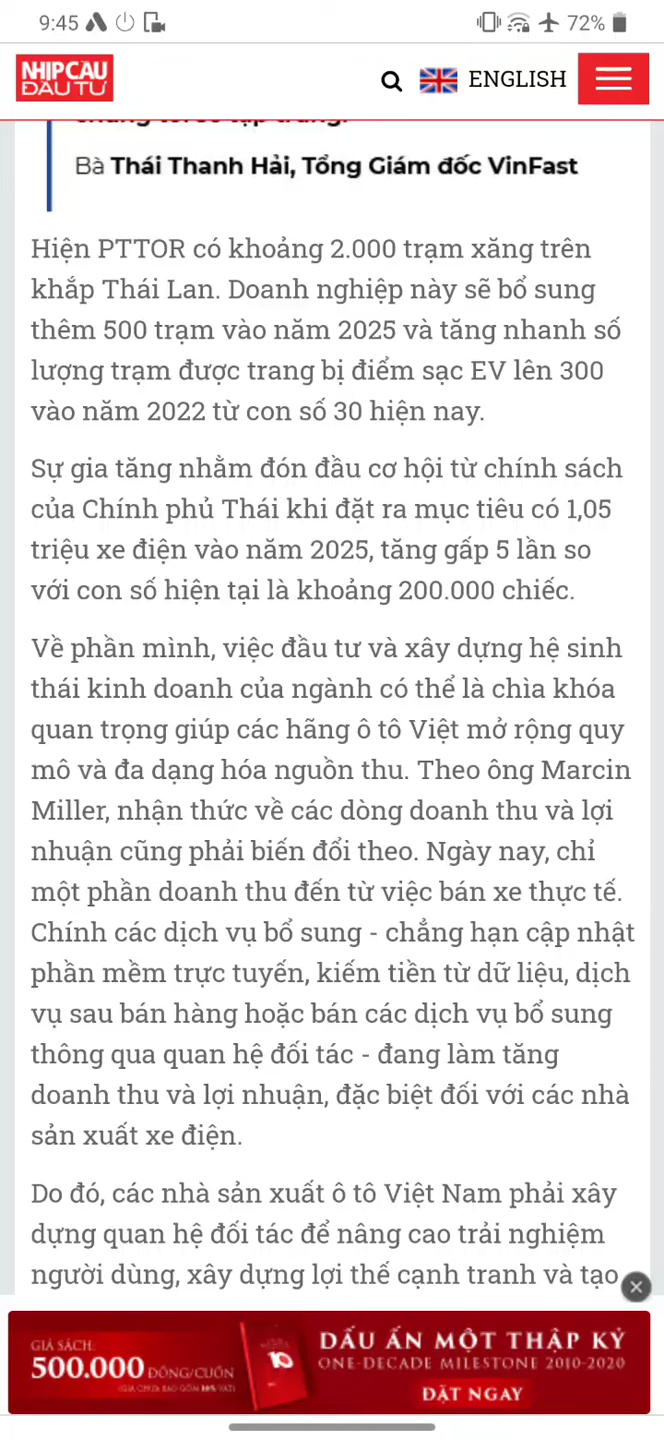 9:45
72%
NHỊP CẦU
ĐẦU TƯ
ENGLISH
Bà Thái Thanh Hải, Tổng Giám đốc VinFast
Hiện PTTOR có khoảng 2.000 trạm xăng trên
khắp Thái Lan. Doanh nghiệp này sẽ bổ sung
thêm 500 trạm vào năm 2025 và tăng nhanh số
lượng trạm được trang bị điểm sạc EV lên 300
vào năm 2022 từ con số 30 hiện nay.
Sự gia tăng nhằm đón đầu cơ hội từ chính sách
của Chính phủ Thái khi đặt ra mục tiêu có 1,05
triệu xe điện vào năm 2025, tăng gấp 5 lần so
với con số hiện tại là khoảng 200.000 chiếc.
Về phần mình, việc đầu tư và xây dựng hệ sinh
thái kinh doanh của ngành có thể là chìa khóa
quan trọng giúp các hãng ô tô Việt mở rộng quy
mô và đa dạng hóa nguồn thu. Theo ông Marcin
Miller, nhận thức về các dòng doanh thu và lợi
nhuận cũng phải biến đổi theo. Ngày nay, chỉ
một phần doanh thu đến từ việc bán xe thực tế.
Chính các dịch vụ bổ sung - chẳng hạn cập nhật
phần mềm trực tuyến, kiếm tiền từ dữ liệu, dịch
vụ sau bán hàng hoặc bán các dịch vụ bổ sung
thông qua quan hệ đối tác - đang làm tăng
doanh thu và lợi nhuận, đặc biệt đối với các nhà
sản xuất xe điện.
Do đó, các nhà sản xuất ô tô Việt Nam phải xây
dựng quan hệ đối tác để nâng cao trải nghiệm
người dùng, xây dựng lợi thế cạnh tranh và tạo
GIÁ SÁCH:
500.000 ĐỒNG/CUỐN
(GIÁ CHƯA BAO GỒM 10% VAT)
10
DẤU ẤN MỘT THẬP KỶ
ONE-DECADE MILESTONE 2010-2020
ĐẶT NGAY